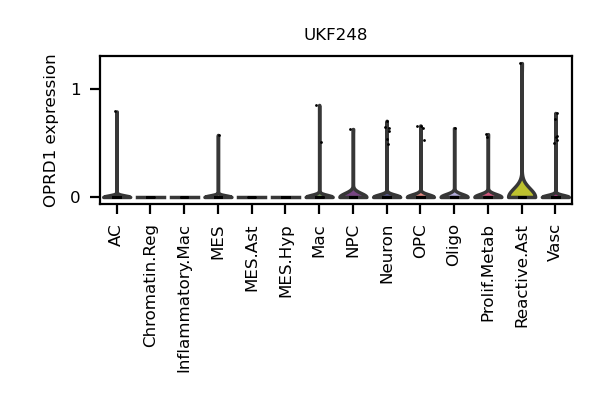 UKF248
OPRD1 expression
1
0
AC
Chromatin.Reg
Inflammatory.Mac
MES
MES.Ast
MES.Hyp
Mac
NPC
Neuron
OPC
Oligo
Prolif.Metab
Reactive.Ast
Vasc